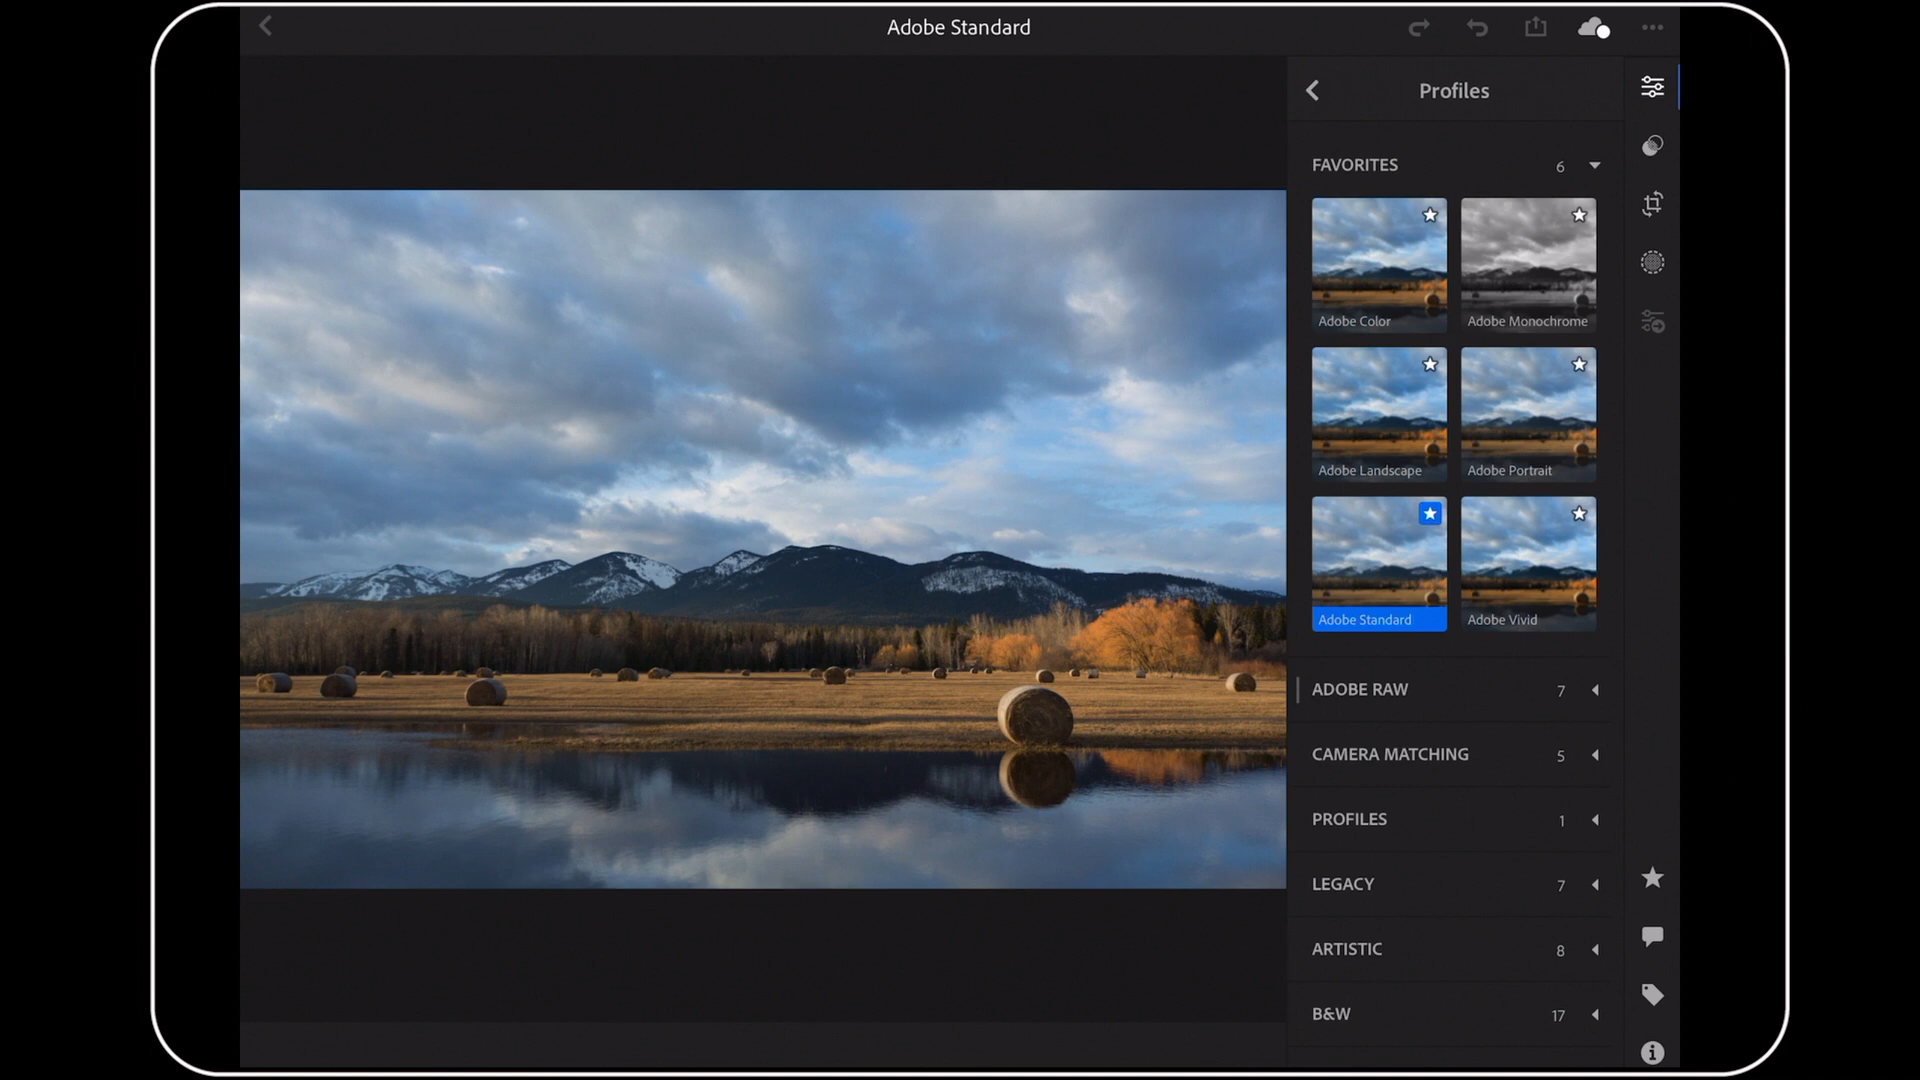 Adobe Standard
Profiles
FAVORITES 6
Adobe Color
Adobe Monochrome
Adobe Landscape
Adobe Portrait
Adobe Standard
Adobe Vivid
ADOBE RAW 7
CAMERA MATCHING 5
PROFILES 1
LEGACY 7
ARTISTIC 8
B&W 17